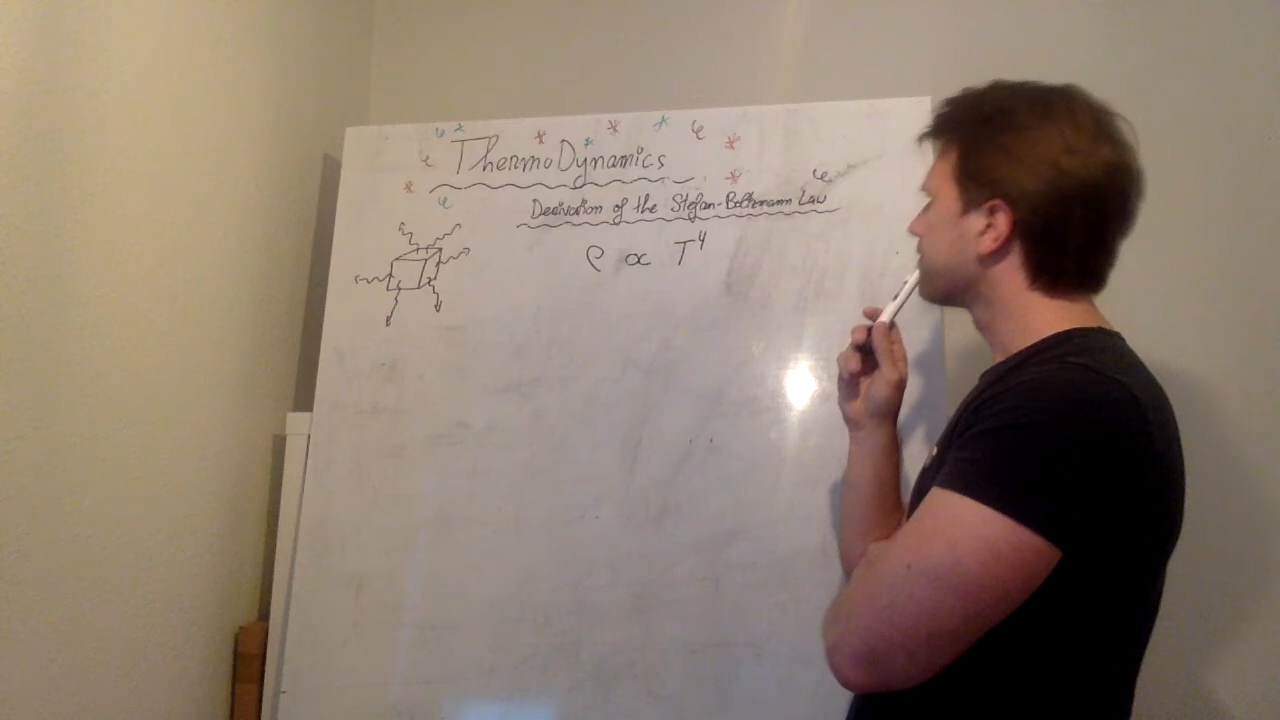 ThermoDynamics
Derivation of the Stefan-Boltzmann Law
ρ ∝ T⁴